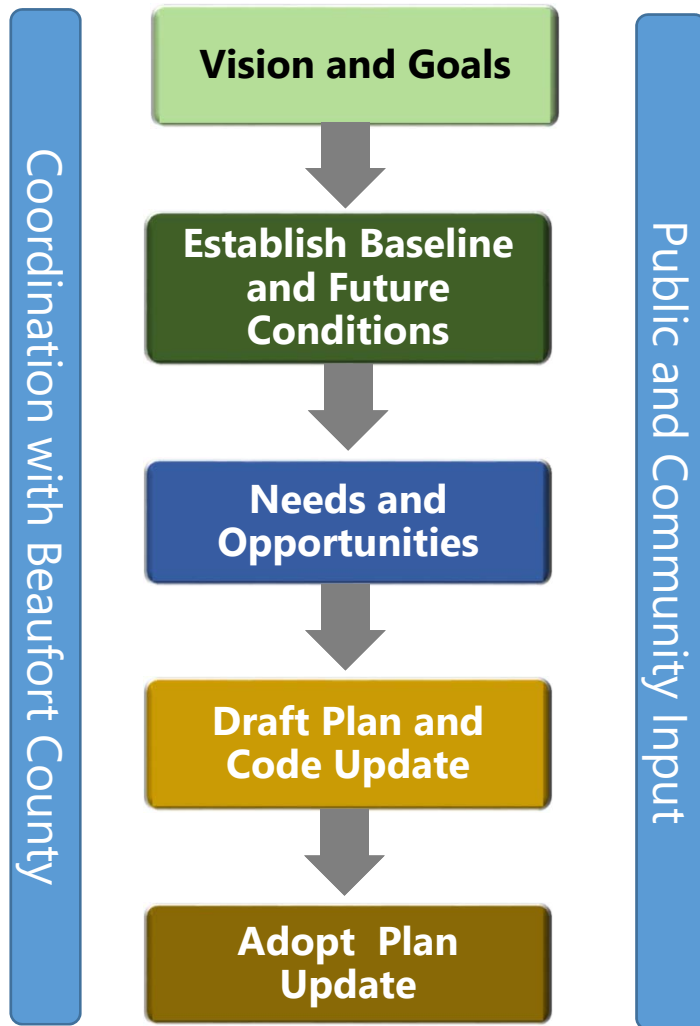 Coordination with Beaufort County
Vision and Goals
Establish Baseline
and Future
Conditions
Needs and
Opportunities
Draft Plan and
Code Update
Adopt  Plan
Update
Public and Community Input